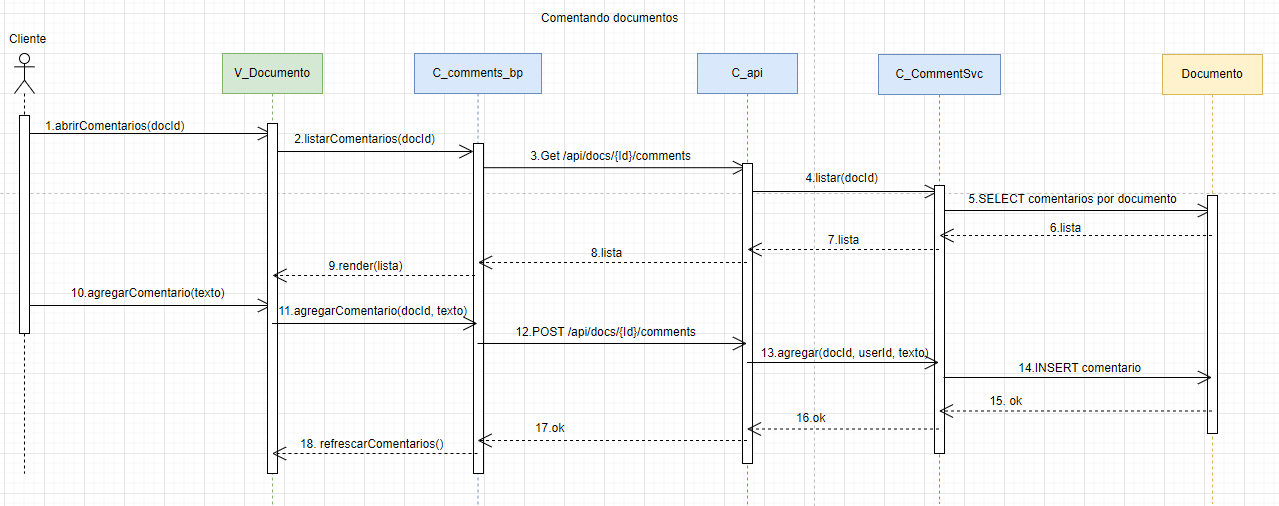 Comentando documentos
Cliente
V_Documento
C_comments_bp
C_api
C_CommentSvc
Documento
1.abrirComentarios(docId)
2.listarComentarios(docId)
3.Get /api/docs/{Id}/comments
4.listar(docId)
5.SELECT comentarios por documento
6.lista
7.lista
8.lista
9.render(lista)
10.agregarComentario(texto)
11.agregarComentario(docId, texto)
12.POST /api/docs/{Id}/comments
13.agregar(docId, userId, texto)
14.INSERT comentario
15. ok
16.ok
17.ok
18. refrescarComentarios()